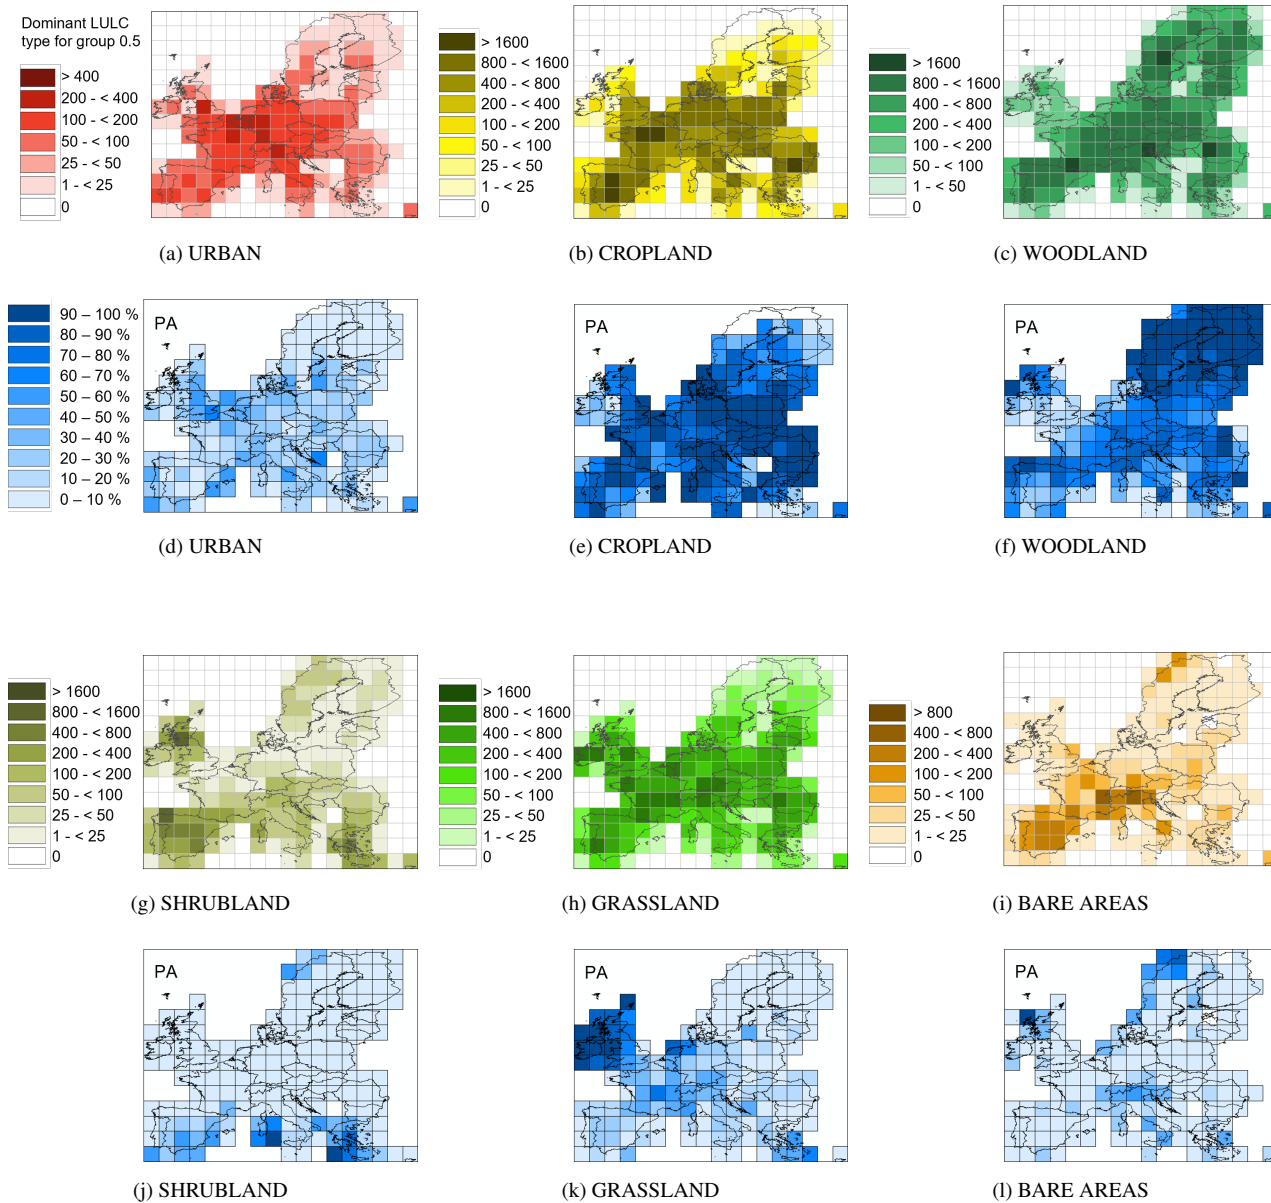 Dominant LULC
type for group 0.5
> 400
200 - < 400
100 - < 200
50 - < 100
25 - < 50
1 - < 25
0
> 1600
800 - <1600
400 - < 800
200 - < 400
100 - < 200
50 - < 100
25 - < 50
1 - < 25
0
> 1600
800 - <1600
400 - < 800
200 - < 400
100 - < 200
50 - < 100
1 - < 50
0
(a) URBAN
(b) CROPLAND
(c) WOODLAND
90 – 100 %
80 – 90 %
70 – 80 %
60 – 70 %
50 – 60 %
40 – 50 %
30 – 40 %
20 – 30 %
10 – 20 %
0 – 10 %
PA
PA
PA
(d) URBAN
(e) CROPLAND
(f) WOODLAND
> 1600
800 - <1600
400 - < 800
200 - < 400
100 - < 200
50 - < 100
25 - < 50
1 - < 25
0
> 1600
800 - < 1600
400 - < 800
200 - < 400
100 - < 200
50 - < 100
25 - < 50
1 - < 25
0
> 800
400 - < 800
200 - < 400
100 - < 200
50 - < 100
25 - < 50
1 - < 25
0
(g) SHRUBLAND
(h) GRASSLAND
(i) BARE AREAS
PA
PA
PA
(j) SHRUBLAND
(k) GRASSLAND
(l) BARE AREAS